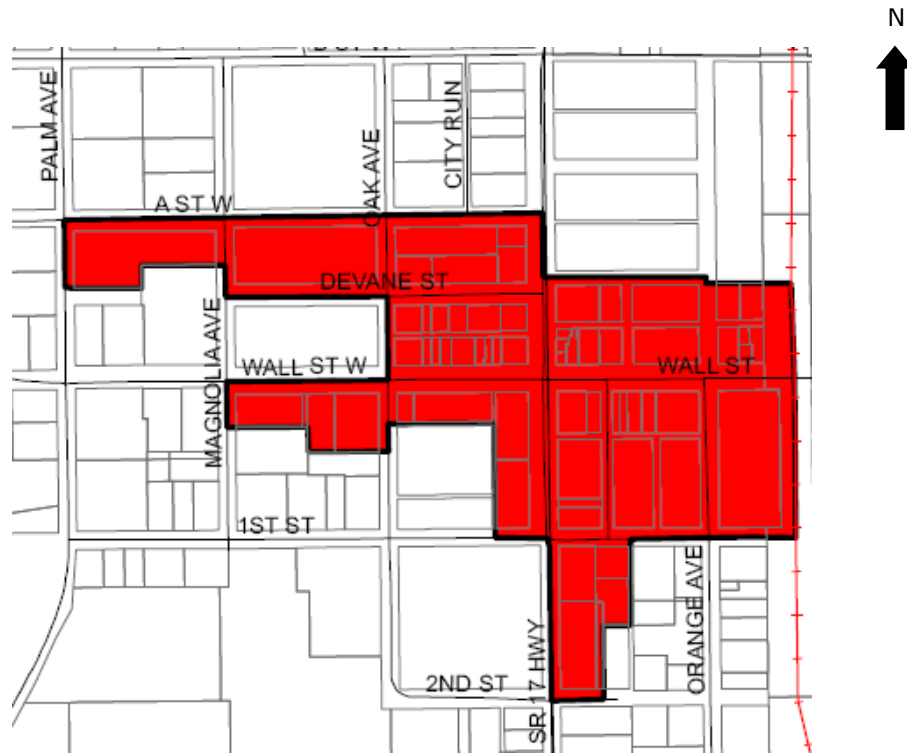 N
PALM AVE
OAK AVE
CITY RUN
A ST W
DEVANE ST
MAGNOLIA AVE
WALL ST W
WALL ST
1ST ST
ORANGE AVE
SR 17 HWY
2ND ST